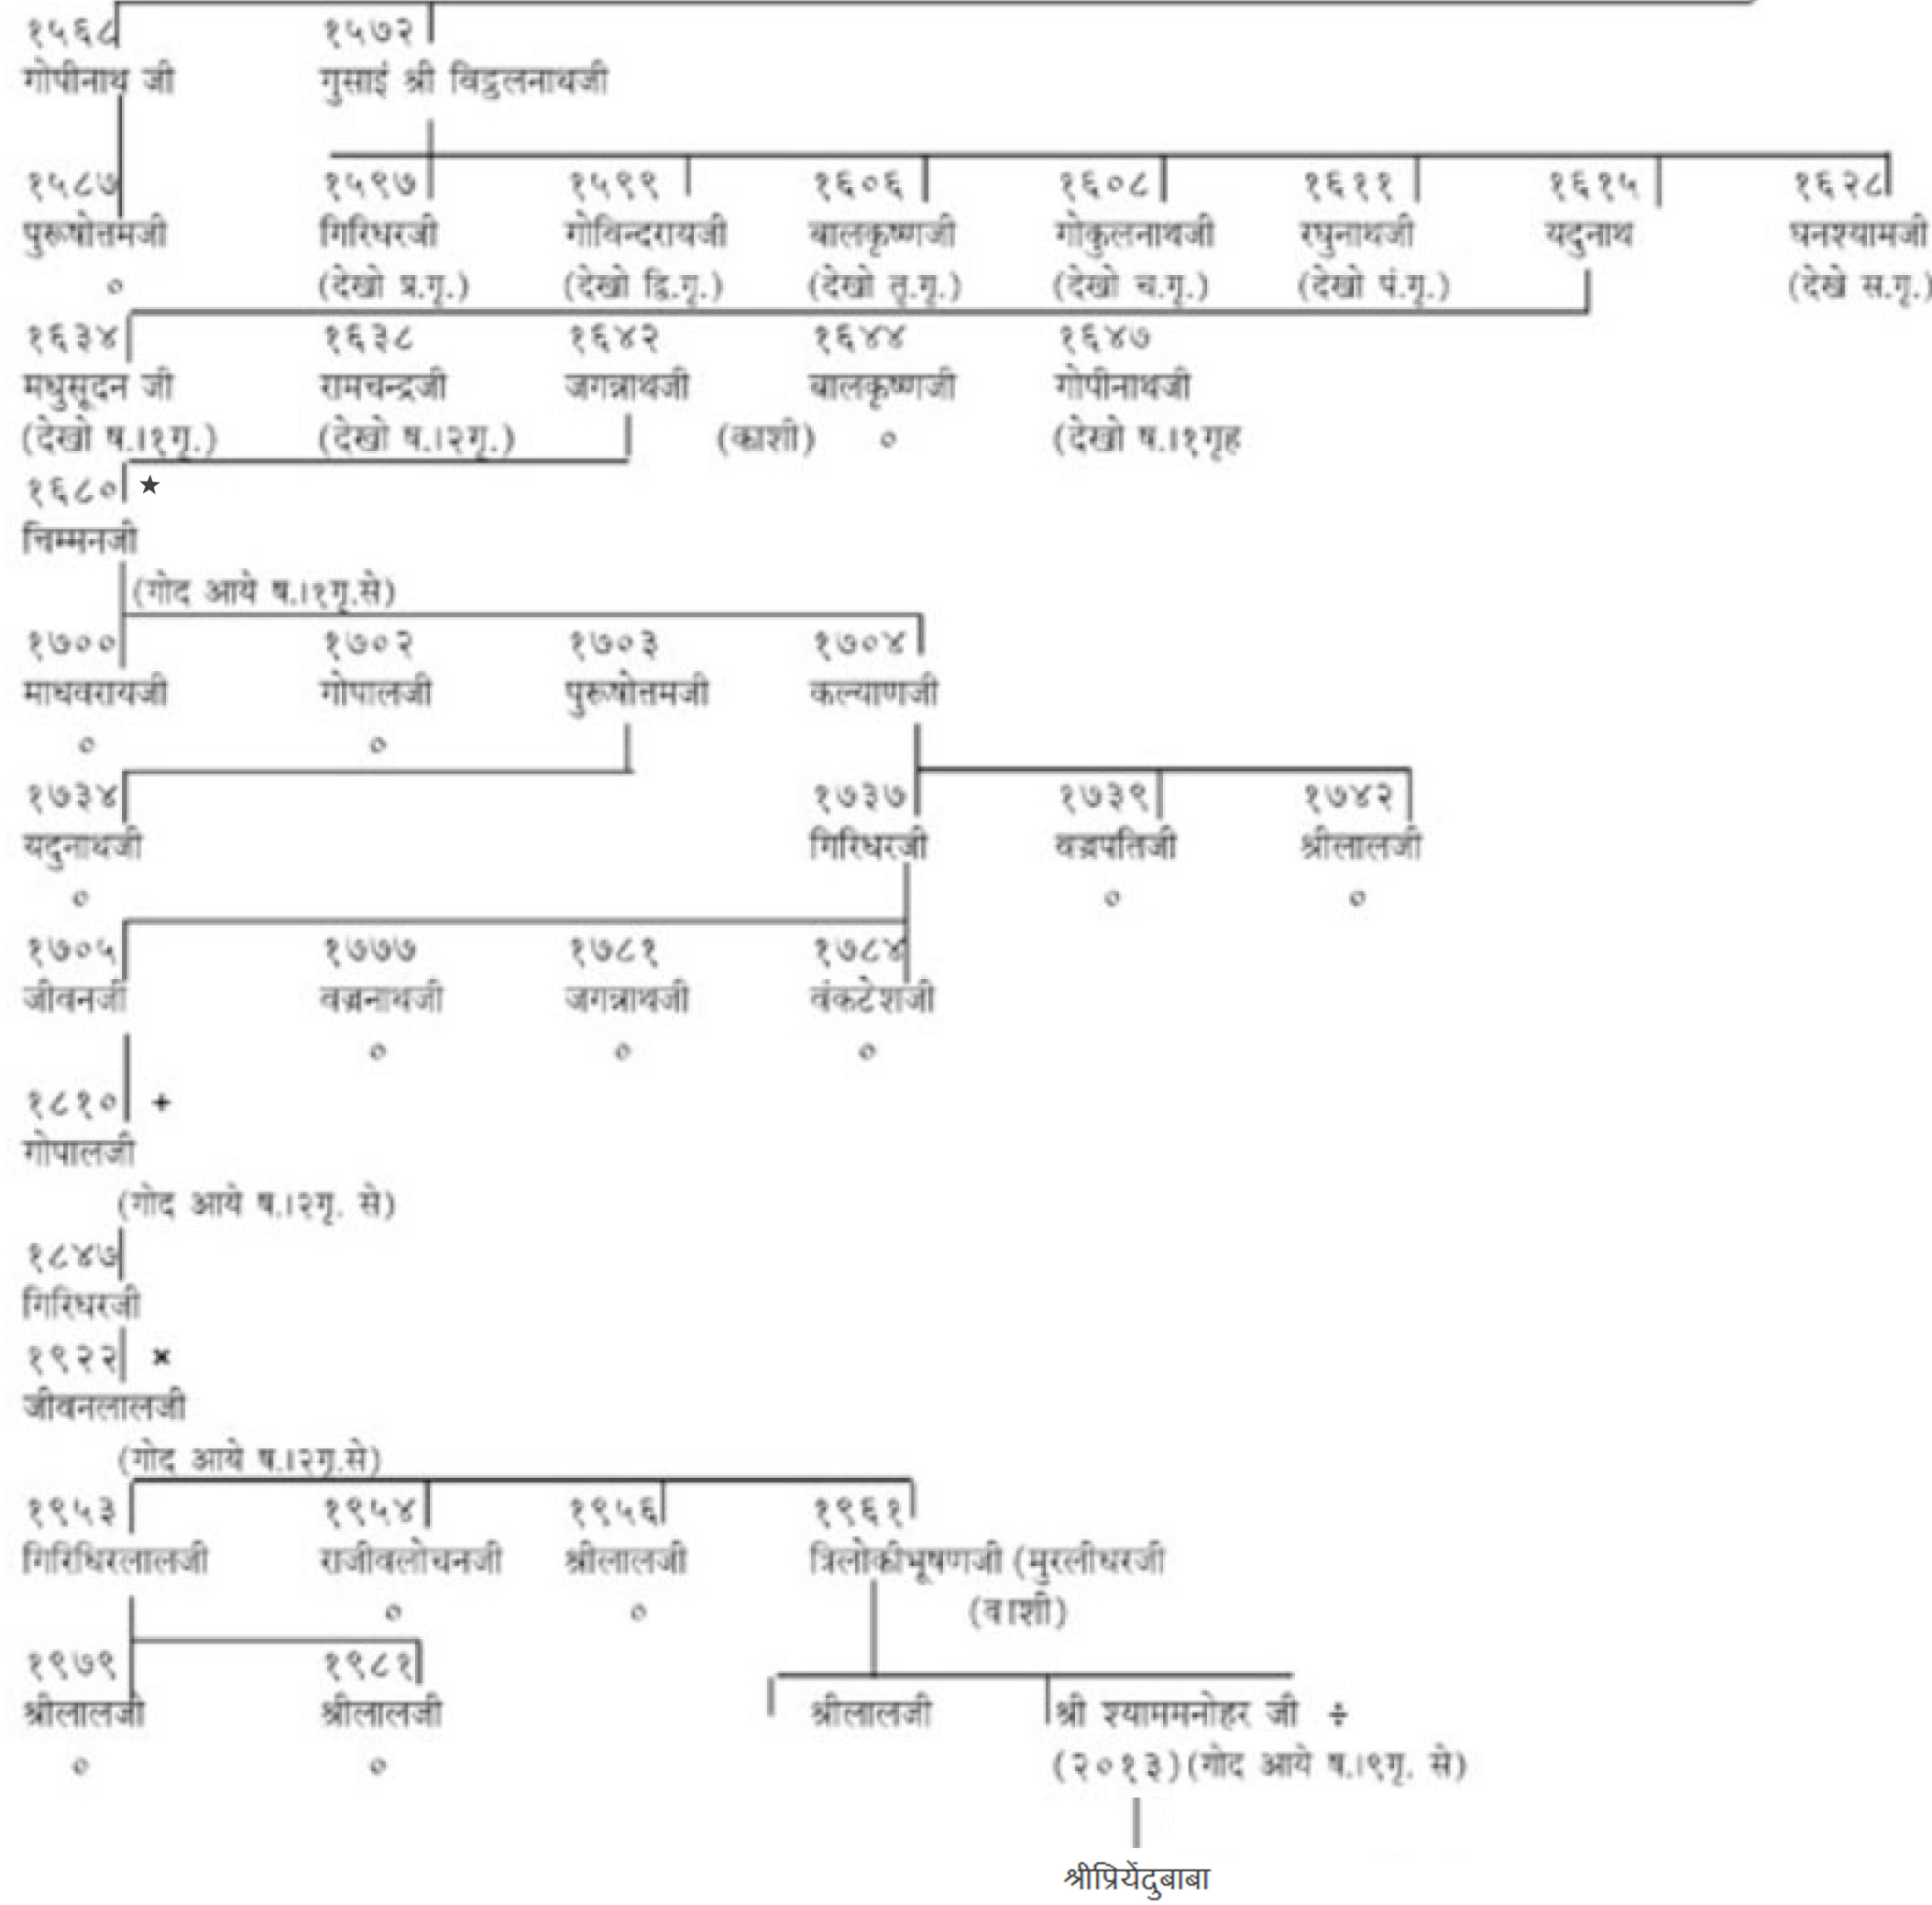 १५६८ १५७२
गोपीनाथ जी गुसाइं श्री विट्ठलनाथजी
१५८७ १५९७ १५९९ १६०६ १६०८ १६११ १६१५ १६२८
पुरूषोत्तमजी गिरिधरजी गोविन्दरायजी बालकृष्णजी गोकुलनाथजी रघुनाथजी यदुनाथ घनश्यामजी
० (देखो प्र.गृ.) (देखो द्वि.गृ.) (देखो तृ.गृ.) (देखो च.गृ.) (देखो पं.गृ.) (देखे स.गृ.)
१६३४ १६३८ १६४२ १६४४ १६४७
मधुसूदन जी रामचन्द्रजी जगन्नाथजी बालकृष्णजी गोपीनाथजी
(देखो ष.।१गृ.) (देखो ष.।२गृ.) (काशी) ० (देखो ष.।१गृह
१६८० ★
चिम्मनजी
(गोद आये ष.।१गृ.से)
१७०० १७०२ १७०३ १७०४
माधवरायजी गोपालजी पुरूषोत्तमजी कल्याणजी
० ०
१७३४ १७३७ १७३९ १७४२
यदुनाथजी गिरिधरजी वज्रपतिजी श्रीलालजी
० ० ०
१७०५ १७७७ १७८१ १७८४
जीवनजी वज्रनाथजी जगन्नाथजी वंकटेशजी
० ० ०
१८१० +
गोपालजी
(गोद आये ष.।२गृ. से)
१८४७
गिरिधरजी
१९२२ ×
जीवनलालजी
(गोद आये ष.।२गृ.से)
१९५३ १९५४ १९५६ १९६१
गिरिधिरलालजी राजीवलोचनजी श्रीलालजी त्रिलोकीभूषणजी (मुरलीधरजी
० ० (वाशी)
१९७९ १९८१
श्रीलालजी श्रीलालजी श्रीलालजी श्री श्याममनोहर जी ÷
० ० (२०१३)(गोद आये ष.।९गृ. से)
श्रीप्रियेंदुबाबा